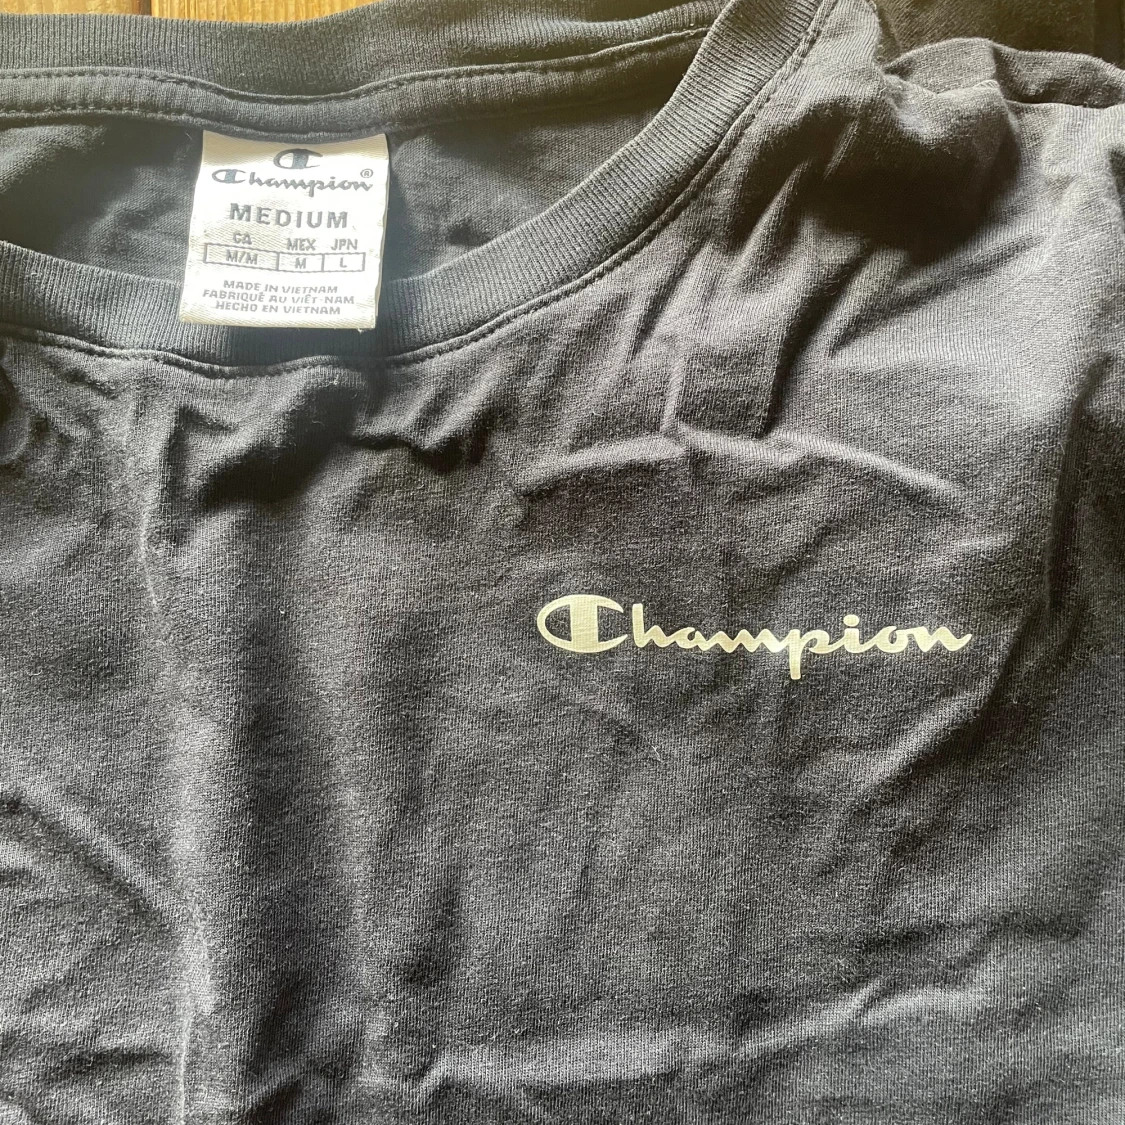 Champion®
MEDIUM
CA MEX JPN
M/M M L
MADE IN VIETNAM
FABRIQUÉ AU VIÊT-NAM
HECHO EN VIETNAM
Champion